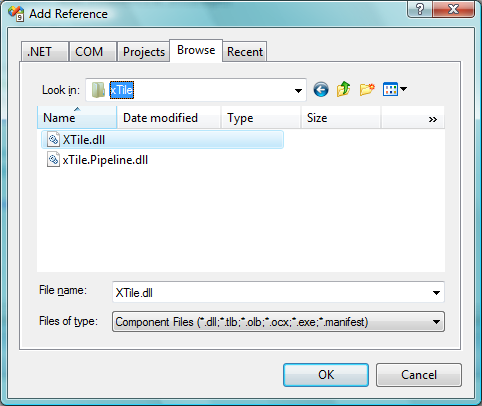 Add Reference
.NET COM Projects Browse Recent
Look in: xTile
Name Date modified Type Size »
XTile.dll
xTile.Pipeline.dll
File name: XTile.dll
Files of type: Component Files (*.dll;*.tlb;*.olb;*.ocx;*.exe;*.manifest)
OK Cancel